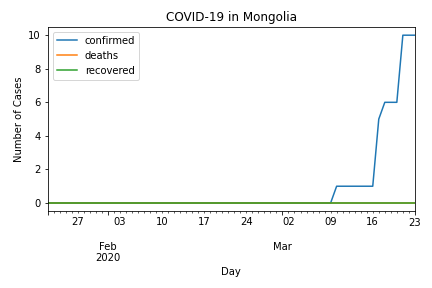 COVID-19 in Mongolia
confirmed
deaths
recovered
Number of Cases
10
8
6
4
2
0
27 03 10 17 24 02 09 16 23
Feb Mar
2020
Day